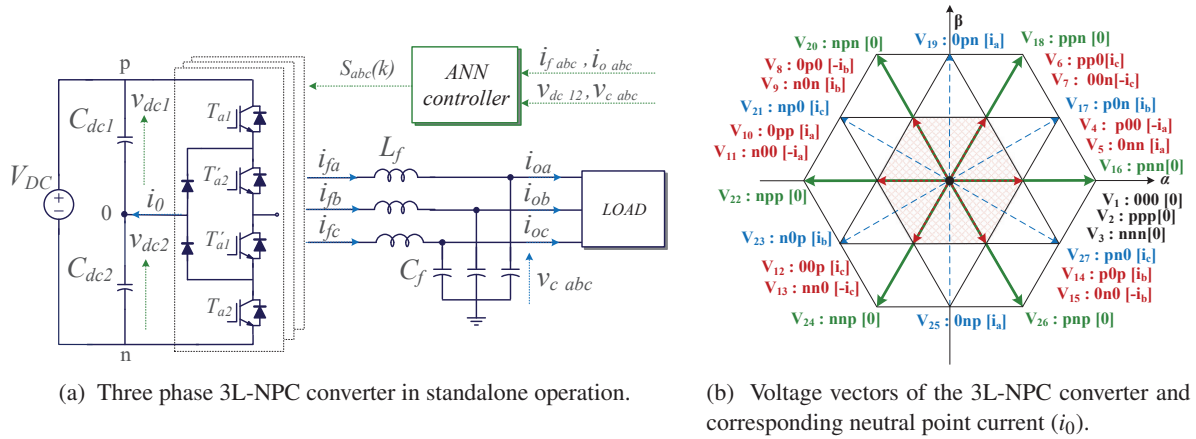 p
v_dc1
C_dc1
V_DC
i_0
0
v_dc2
C_dc2
n
T_a1
T'_a2
T'_a1
T_a2
S_abc(k)
ANN
controller
i_f abc , i_o abc
v_dc 12 , v_c abc
i_fa
L_f
i_oa
i_fb
i_ob
i_fc
i_oc
LOAD
C_f
v_c abc
(a) Three phase 3L-NPC converter in standalone operation.
β
V_20 : npn [0]
V_19 : 0pn [i_a]
V_18 : ppn [0]
V_8 : 0p0 [-i_b]
V_9 : n0n [i_b]
V_6 : pp0[i_c]
V_7 : 00n[-i_c]
V_21 : np0 [i_c]
V_17 : p0n [i_b]
V_10 : 0pp [i_a]
V_11 : n00 [-i_a]
V_4 : p00 [-i_a]
V_5 : 0nn [i_a]
V_16 : pnn[0]
α
V_22 : npp [0]
V_1 : 000 [0]
V_2 : ppp[0]
V_3 : nnn[0]
V_23 : n0p [i_b]
V_27 : pn0 [i_c]
V_12 : 00p [i_c]
V_13 : nn0 [-i_c]
V_14 : p0p [i_b]
V_15 : 0n0 [-i_b]
V_24 : nnp [0]
V_25 : 0np [i_a]
V_26 : pnp [0]
(b) Voltage vectors of the 3L-NPC converter and
corresponding neutral point current (i_0).